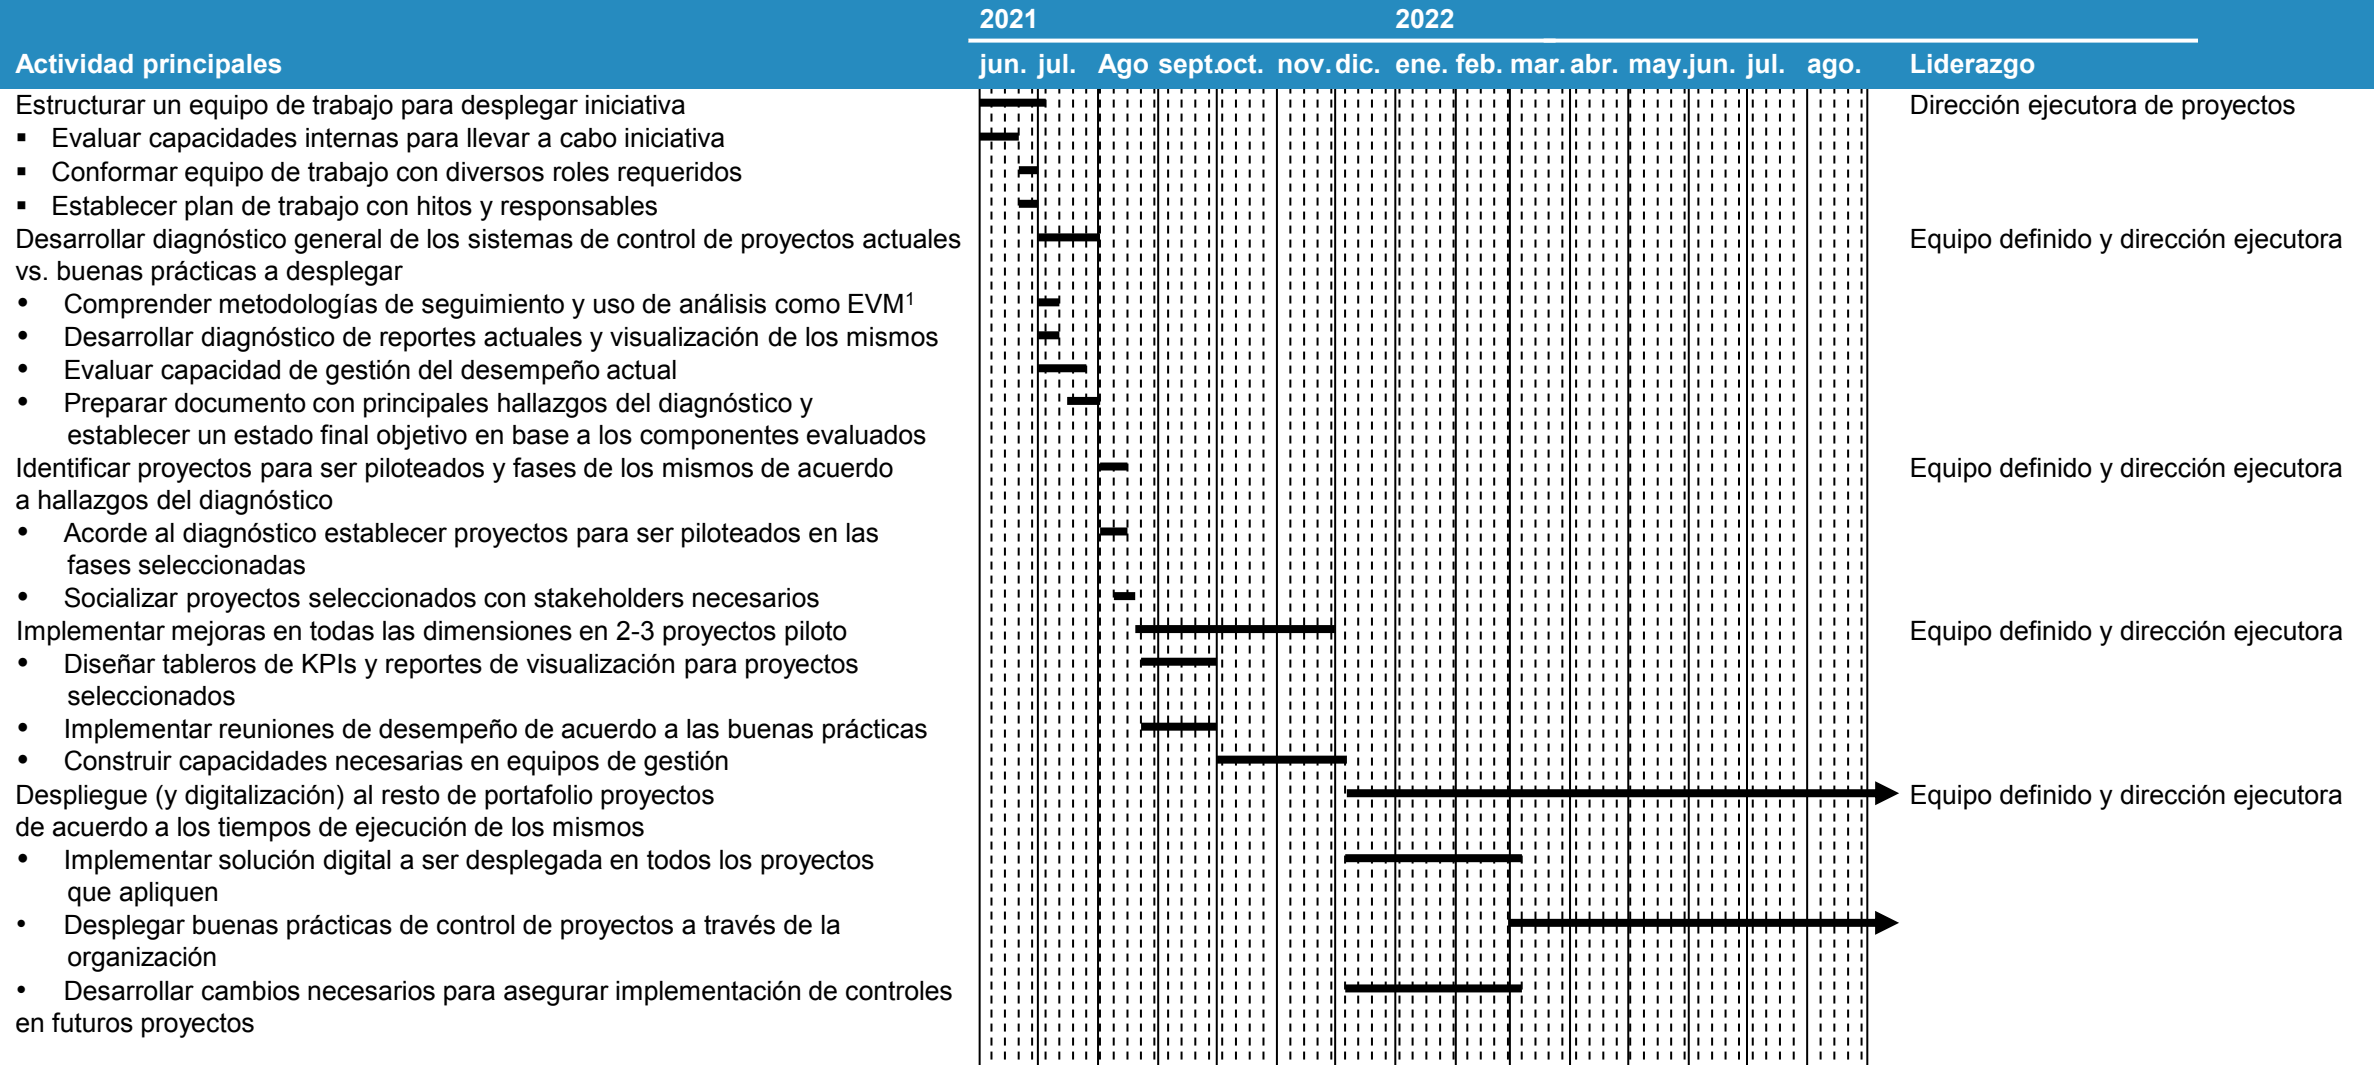 2021 2022
Actividad principales jun. jul. Ago sept. oct. nov. dic. ene. feb. mar. abr. may. jun. jul. ago. Liderazgo
Estructurar un equipo de trabajo para desplegar iniciativa Dirección ejecutora de proyectos
▪ Evaluar capacidades internas para llevar a cabo iniciativa
▪ Conformar equipo de trabajo con diversos roles requeridos
▪ Establecer plan de trabajo con hitos y responsables
Desarrollar diagnóstico general de los sistemas de control de proyectos actuales Equipo definido y dirección ejecutora
vs. buenas prácticas a desplegar
• Comprender metodologías de seguimiento y uso de análisis como EVM¹
• Desarrollar diagnóstico de reportes actuales y visualización de los mismos
• Evaluar capacidad de gestión del desempeño actual
• Preparar documento con principales hallazgos del diagnóstico y
establecer un estado final objetivo en base a los componentes evaluados
Identificar proyectos para ser piloteados y fases de los mismos de acuerdo Equipo definido y dirección ejecutora
a hallazgos del diagnóstico
• Acorde al diagnóstico establecer proyectos para ser piloteados en las
fases seleccionadas
• Socializar proyectos seleccionados con stakeholders necesarios
Implementar mejoras en todas las dimensiones en 2-3 proyectos piloto Equipo definido y dirección ejecutora
• Diseñar tableros de KPIs y reportes de visualización para proyectos
seleccionados
• Implementar reuniones de desempeño de acuerdo a las buenas prácticas
• Construir capacidades necesarias en equipos de gestión
Despliegue (y digitalización) al resto de portafolio proyectos Equipo definido y dirección ejecutora
de acuerdo a los tiempos de ejecución de los mismos
• Implementar solución digital a ser desplegada en todos los proyectos
que apliquen
• Desplegar buenas prácticas de control de proyectos a través de la
organización
• Desarrollar cambios necesarios para asegurar implementación de controles
en futuros proyectos